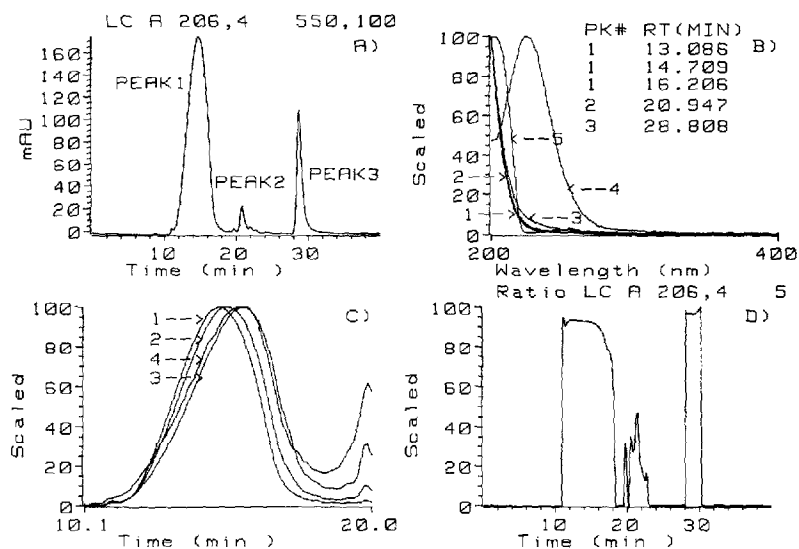 LC A 206,4 550,100
A)
mAU
160
140
120
100
80
60
40
20
0
PEAK1
PEAK2
PEAK3
10 30
Time (min )
B)
PK# RT(MIN)
1 13.086
1 14.709
1 16.206
2 20.947
3 28.808
Scaled
100
80
60
40
20
0
5
4
2
1
3
200 400
Wavelength (nm)
C)
Scaled
100
80
60
40
20
0
1
2
4
3
10.1 20.0
Time (min)
Ratio LC A 206,4 5
D)
Scaled
100
80
60
40
20
0
10 20 30
Time (min )